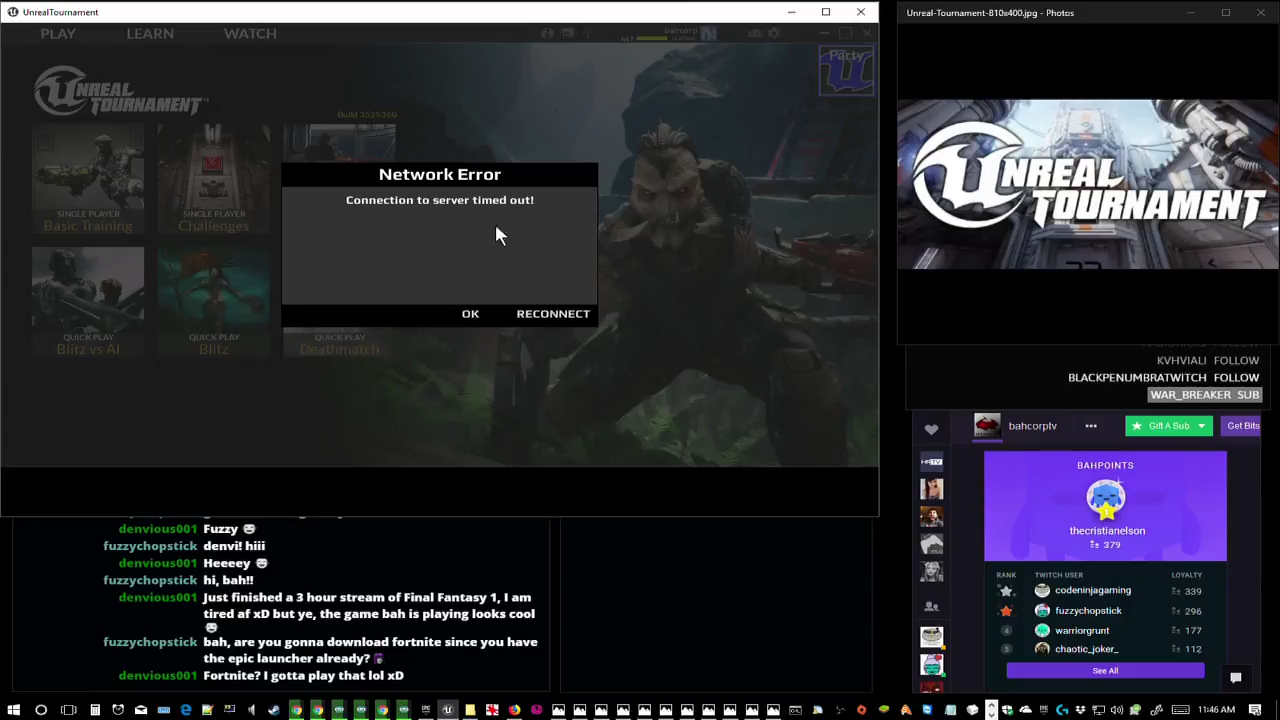 UnrealTournament
PLAY
LEARN
WATCH
bahcorp
Party
UNREAL
TOURNAMENT
Build 3525360
SINGLE PLAYER
Basic Training
SINGLE PLAYER
Challenges
QUICK PLAY
Blitz vs AI
QUICK PLAY
Blitz
QUICK PLAY
Deathmatch
Network Error
Connection to server timed out!
OK
RECONNECT
Unreal-Tournament-810x400.jpg - Photos
UNREAL
TOURNAMENT
KVHVIALI FOLLOW
BLACKPENUMBRATWITCH FOLLOW
WAR_BREAKER SUB
bahcorptv
Gift A Sub
Get Bits
BAHPOINTS
thecristianelson
379
RANK
TWITCH USER
LOYALTY
codeninjagaming
339
fuzzychopstick
296
4
warriorgrunt
177
5
chaotic_joker_
112
See All
denvious001 Fuzzy
fuzzychopstick denvi! hiii
denvious001 Heeeey
fuzzychopstick hi, bah!!
denvious001 Just finished a 3 hour stream of Final Fantasy 1, I am
tired af xD but ye, the game bah is playing looks cool
fuzzychopstick bah, are you gonna download fortnite since you have
the epic launcher already?
denvious001 Fortnite? I gotta play that lol xD
11:46 AM